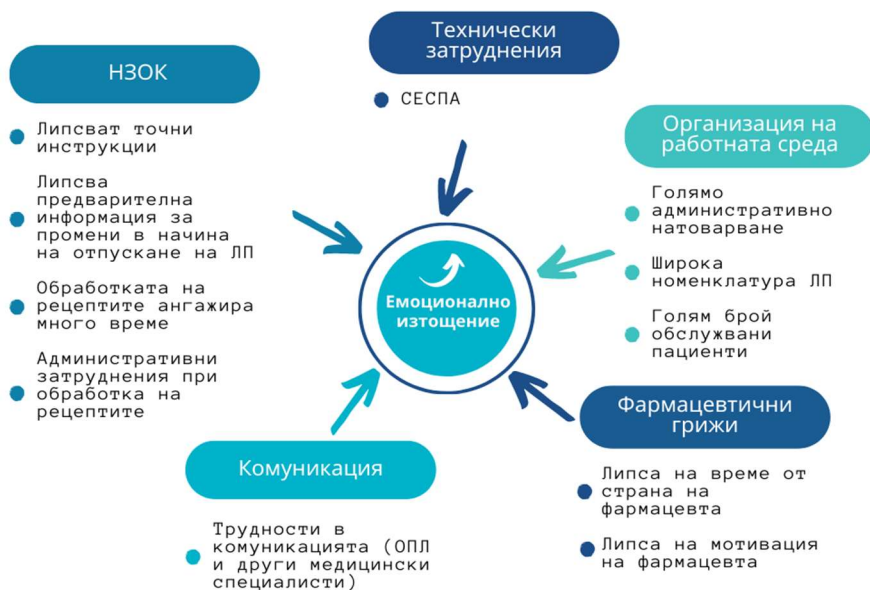 Технически
затруднения
СЕСПА
НЗОК
Липсват точни
инструкции
Липсва
предварителна
информация за
промени в начина
на отпускане на ЛП
Обработката на
рецептите ангажира
много време
Административни
затруднения при
обработка на
рецептите
Организация на
работната среда
Голямо
административно
натоварване
Широка
номенклатура ЛП
Голям брой
обслужвани
пациенти
Емоционално
изтощение
Комуникация
Трудности в
комуникацията (ОПЛ
и други медицински
специалисти)
Фармацевтични
грижи
Липса на време от
страна на
фармацевта
Липса на мотивация
на фармацевта